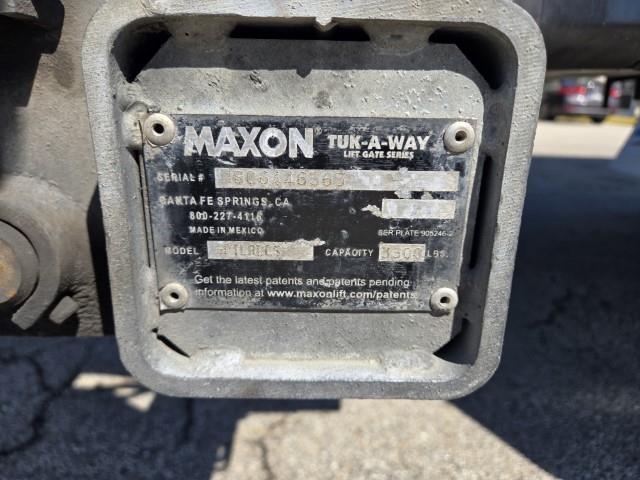 MAXON® TUK-A-WAY
LIFT GATE SERIES
SERIAL #
SANTA FE SPRINGS, CA
800-227-4116
MADE IN MEXICO
SER PLATE 905246-2
MODEL CAPACITY LBS.
Get the latest patents and patents pending
information at www.maxonlift.com/patents